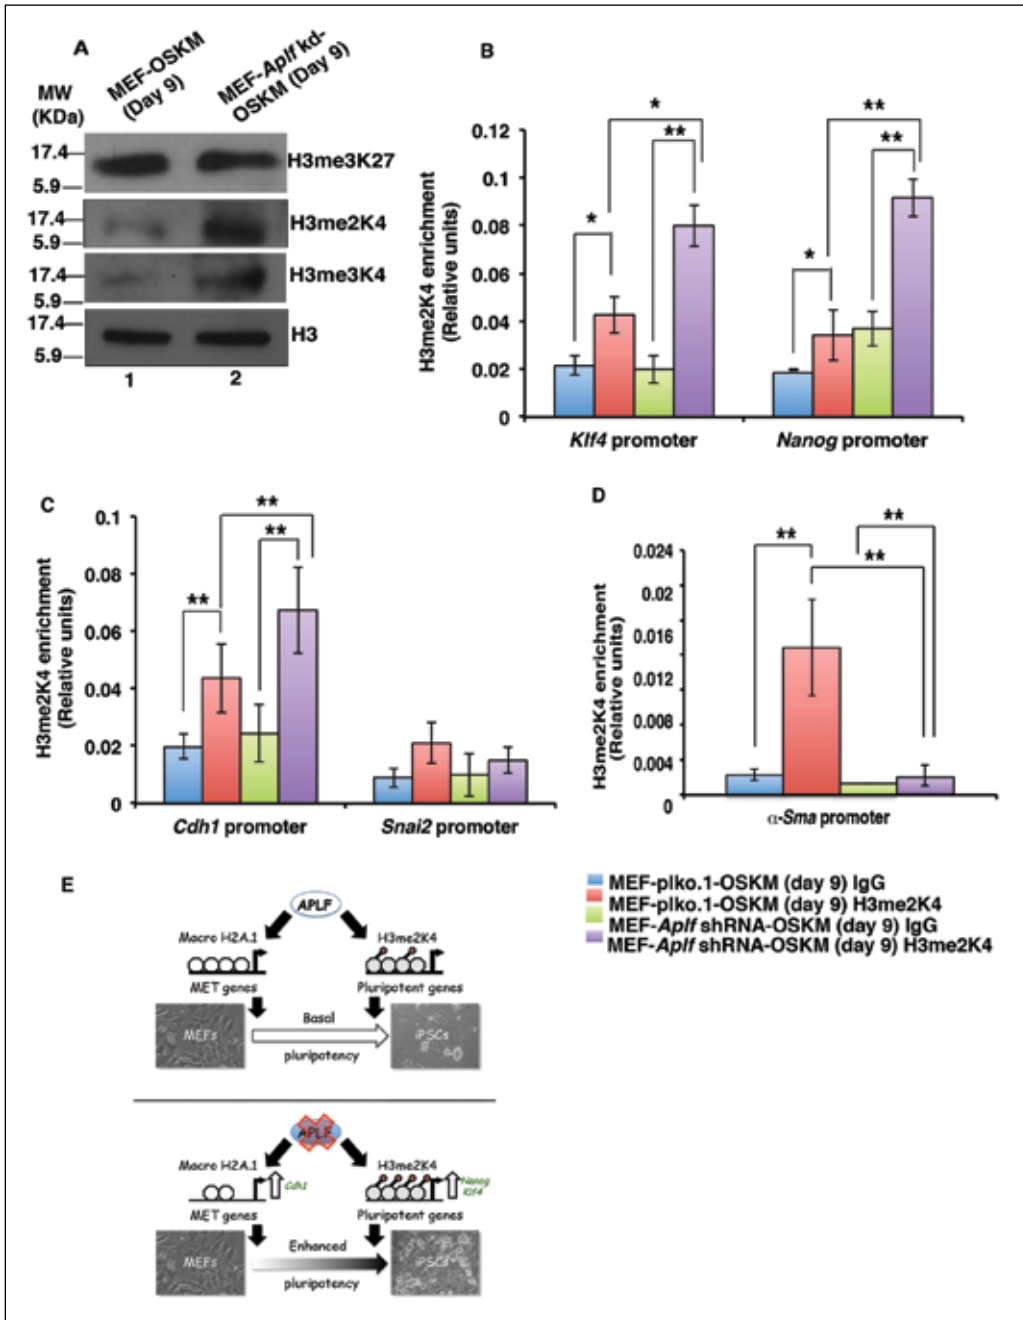 A
MEF-OSKM
(Day 9)
MEF-Aplf kd-
OSKM (Day 9)
MW
(KDa)
17.4
5.9
H3me3K27
17.4
5.9
H3me2K4
17.4
5.9
H3me3K4
17.4
5.9
H3
1 2
B
H3me2K4 enrichment
(Relative units)
0.12
0.1
0.08
0.06
0.04
0.02
0
* ** * ** ** *
Klf4 promoter Nanog promoter
C
H3me2K4 enrichment
(Relative units)
0.1
0.08
0.06
0.04
0.02
0
** ** **
Cdh1 promoter Snai2 promoter
D
H3me2K4 enrichment
(Relative units)
0.024
0.02
0.016
0.012
0.008
0.004
0
** ** **
α-Sma promoter
MEF-plko.1-OSKM (day 9) IgG
MEF-plko.1-OSKM (day 9) H3me2K4
MEF-Aplf shRNA-OSKM (day 9) IgG
MEF-Aplf shRNA-OSKM (day 9) H3me2K4
E
APLF
Macro H2A.1 H3me2K4
MET genes Pluripotent genes
MEFs
Basal
pluripotency
iPSCs
APLF
Macro H2A.1 H3me2K4
Cdh1
Nanog
Klf4
MET genes Pluripotent genes
MEFs
Enhanced
pluripotency
iPSCs